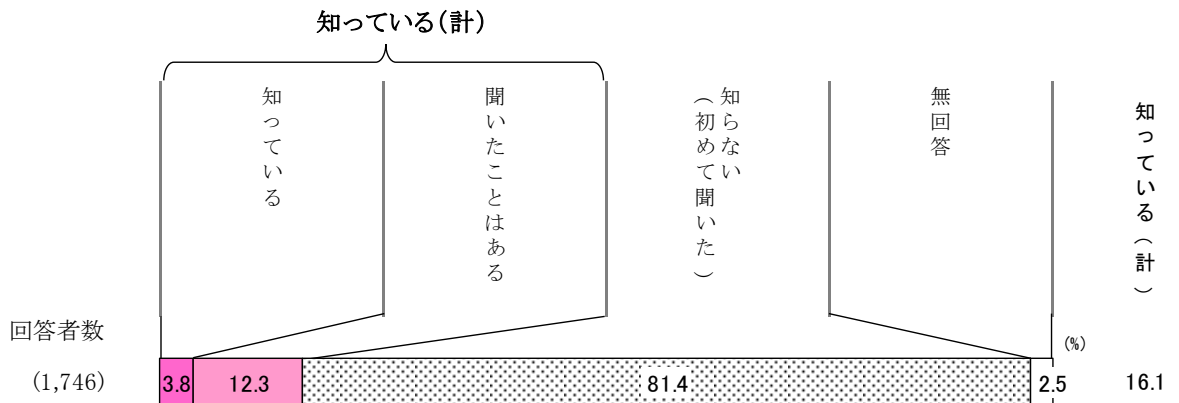 知っている(計)
知っている
聞いたことはある
知らない
（初めて聞いた）
無回答
知っている（計）
回答者数
(%)
(1,746)
3.8
12.3
81.4
2.5
16.1